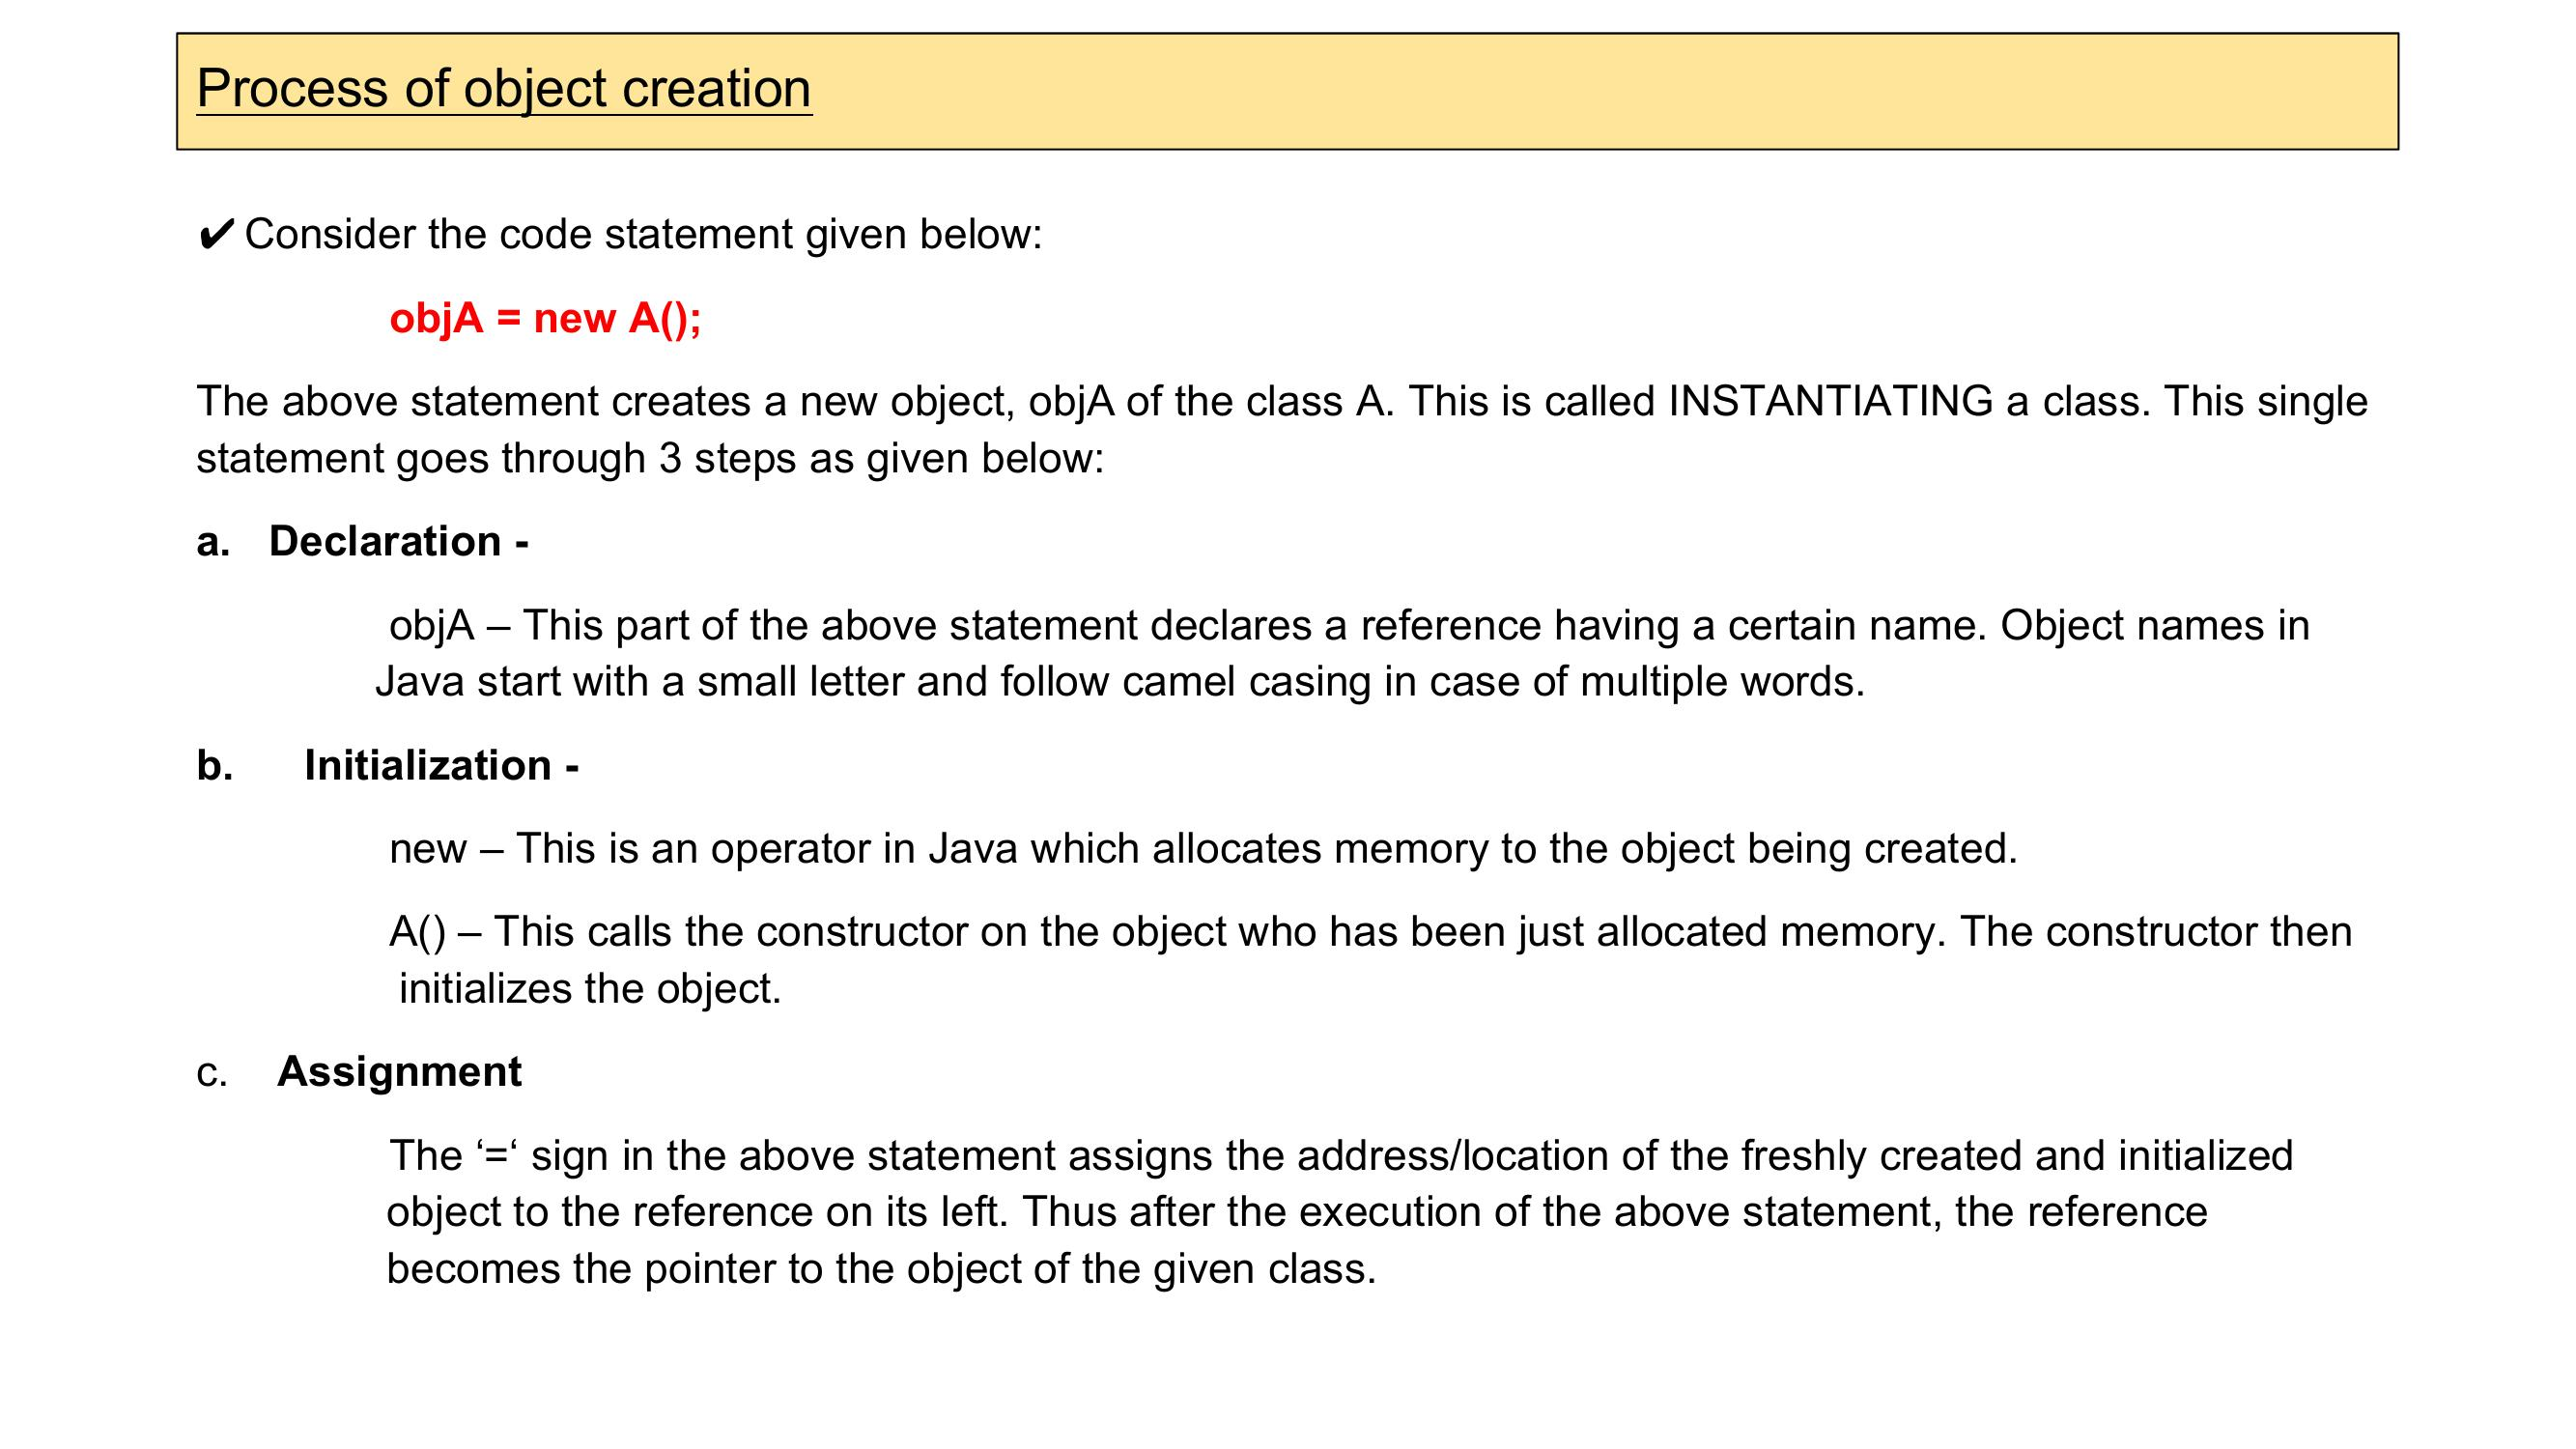 Process of object creation
✔ Consider the code statement given below:
objA = new A();
The above statement creates a new object, objA of the class A. This is called INSTANTIATING a class. This single
statement goes through 3 steps as given below:
a. Declaration -
objA – This part of the above statement declares a reference having a certain name. Object names in
Java start with a small letter and follow camel casing in case of multiple words.
b. Initialization -
new – This is an operator in Java which allocates memory to the object being created.
A() – This calls the constructor on the object who has been just allocated memory. The constructor then
initializes the object.
c. Assignment
The ‘=‘ sign in the above statement assigns the address/location of the freshly created and initialized
object to the reference on its left. Thus after the execution of the above statement, the reference
becomes the pointer to the object of the given class.